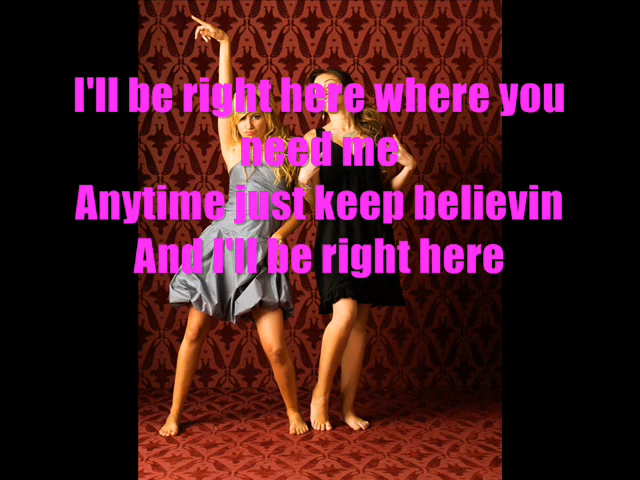 I'll be right here where you
need me
Anytime just keep believin
And I'll be right here